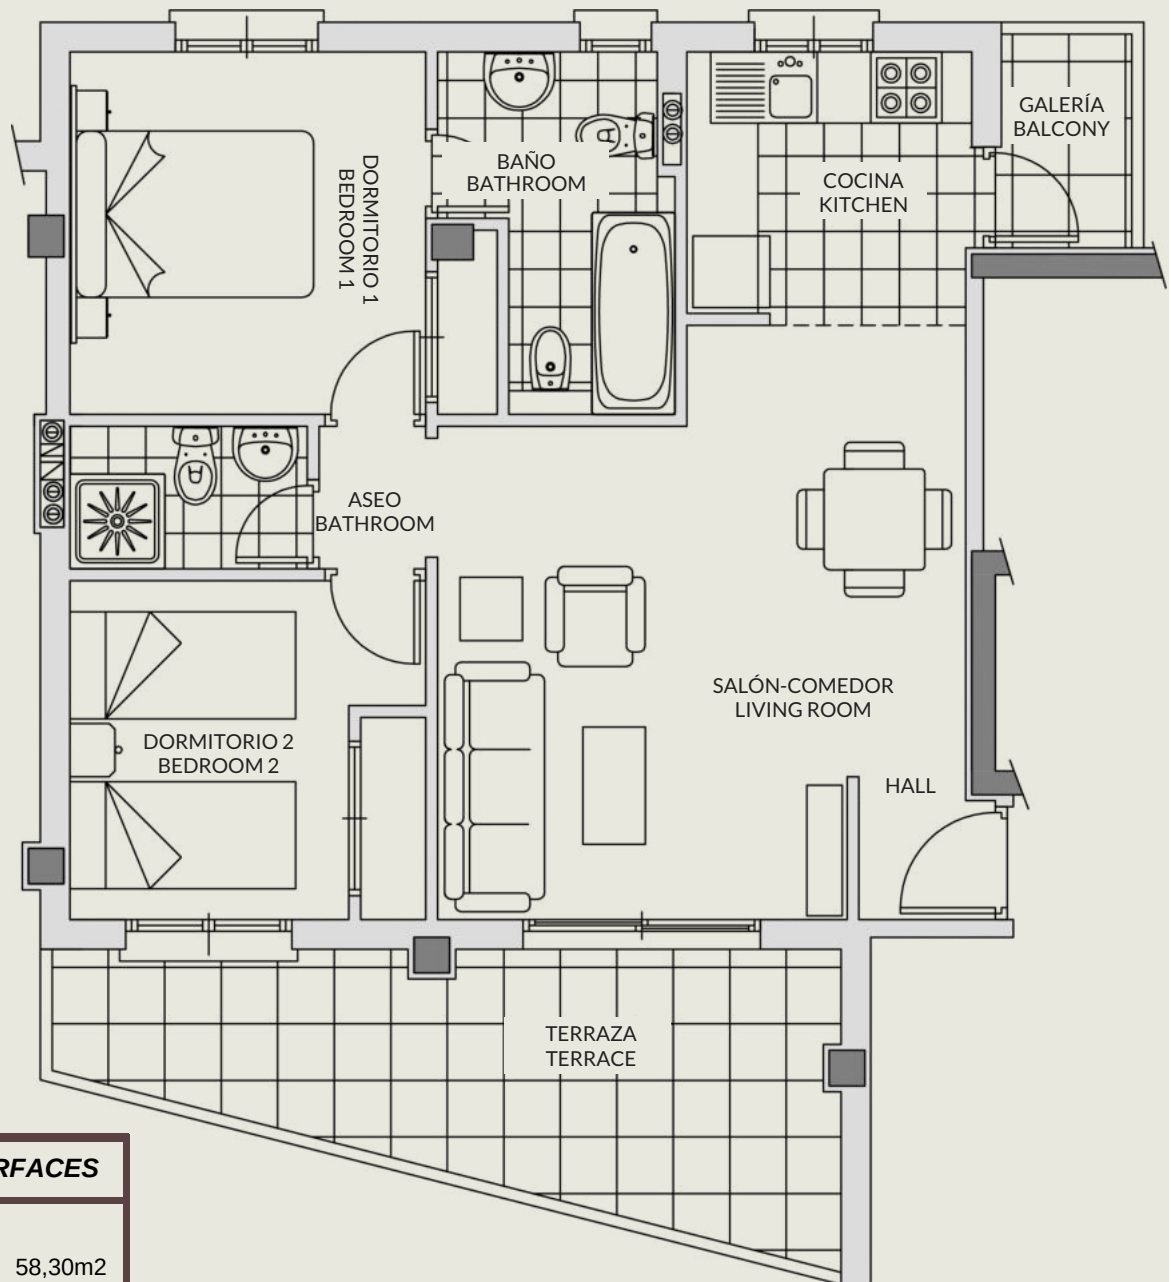 GALERÍA
BALCONY
BAÑO
BATHROOM
COCINA
KITCHEN
DORMITORIO 1
BEDROOM 1
ASEO
BATHROOM
SALÓN-COMEDOR
LIVING ROOM
DORMITORIO 2
BEDROOM 2
HALL
TERRAZA
TERRACE
RFACES
58,30m2